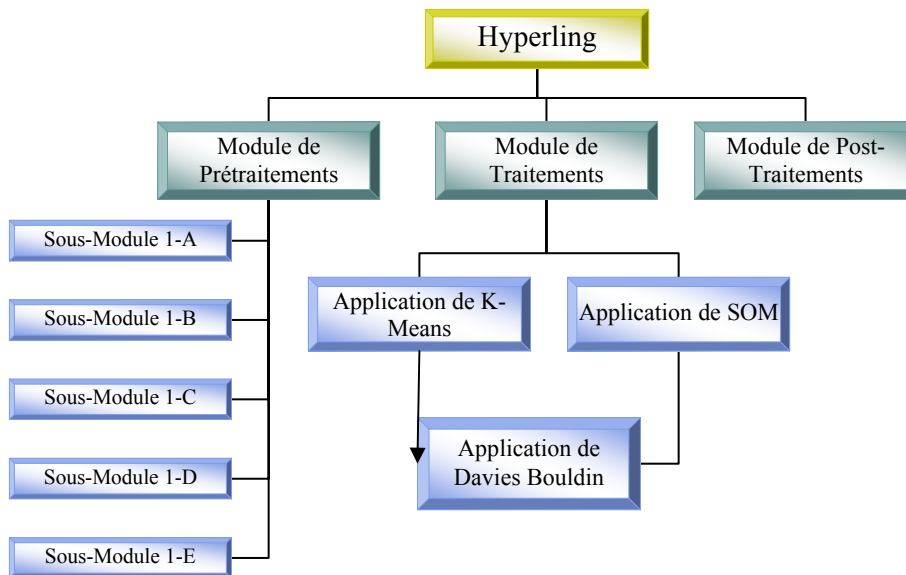 Hyperling
Module de
Prétraitements
Module de
Traitements
Module de Post-
Traitements
Sous-Module 1-A
Sous-Module 1-B
Sous-Module 1-C
Sous-Module 1-D
Sous-Module 1-E
Application de K-
Means
Application de SOM
Application de
Davies Bouldin